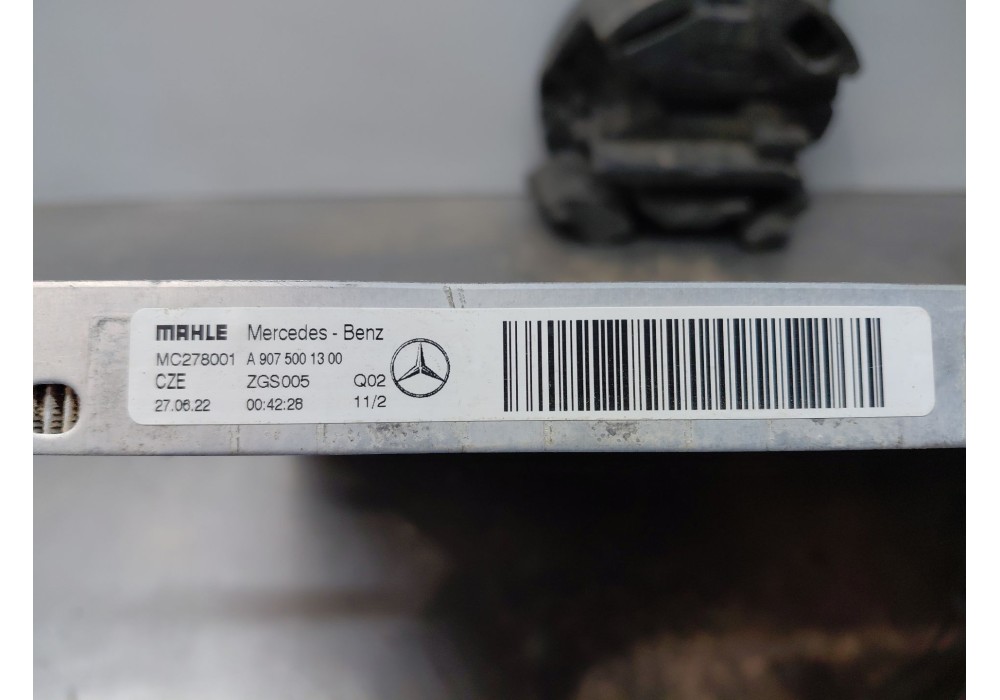 MAHLE Mercedes - Benz
MC278001 A 907 500 13 00
CZE ZGS005 Q02
27.06.22 00:42:28 11/2